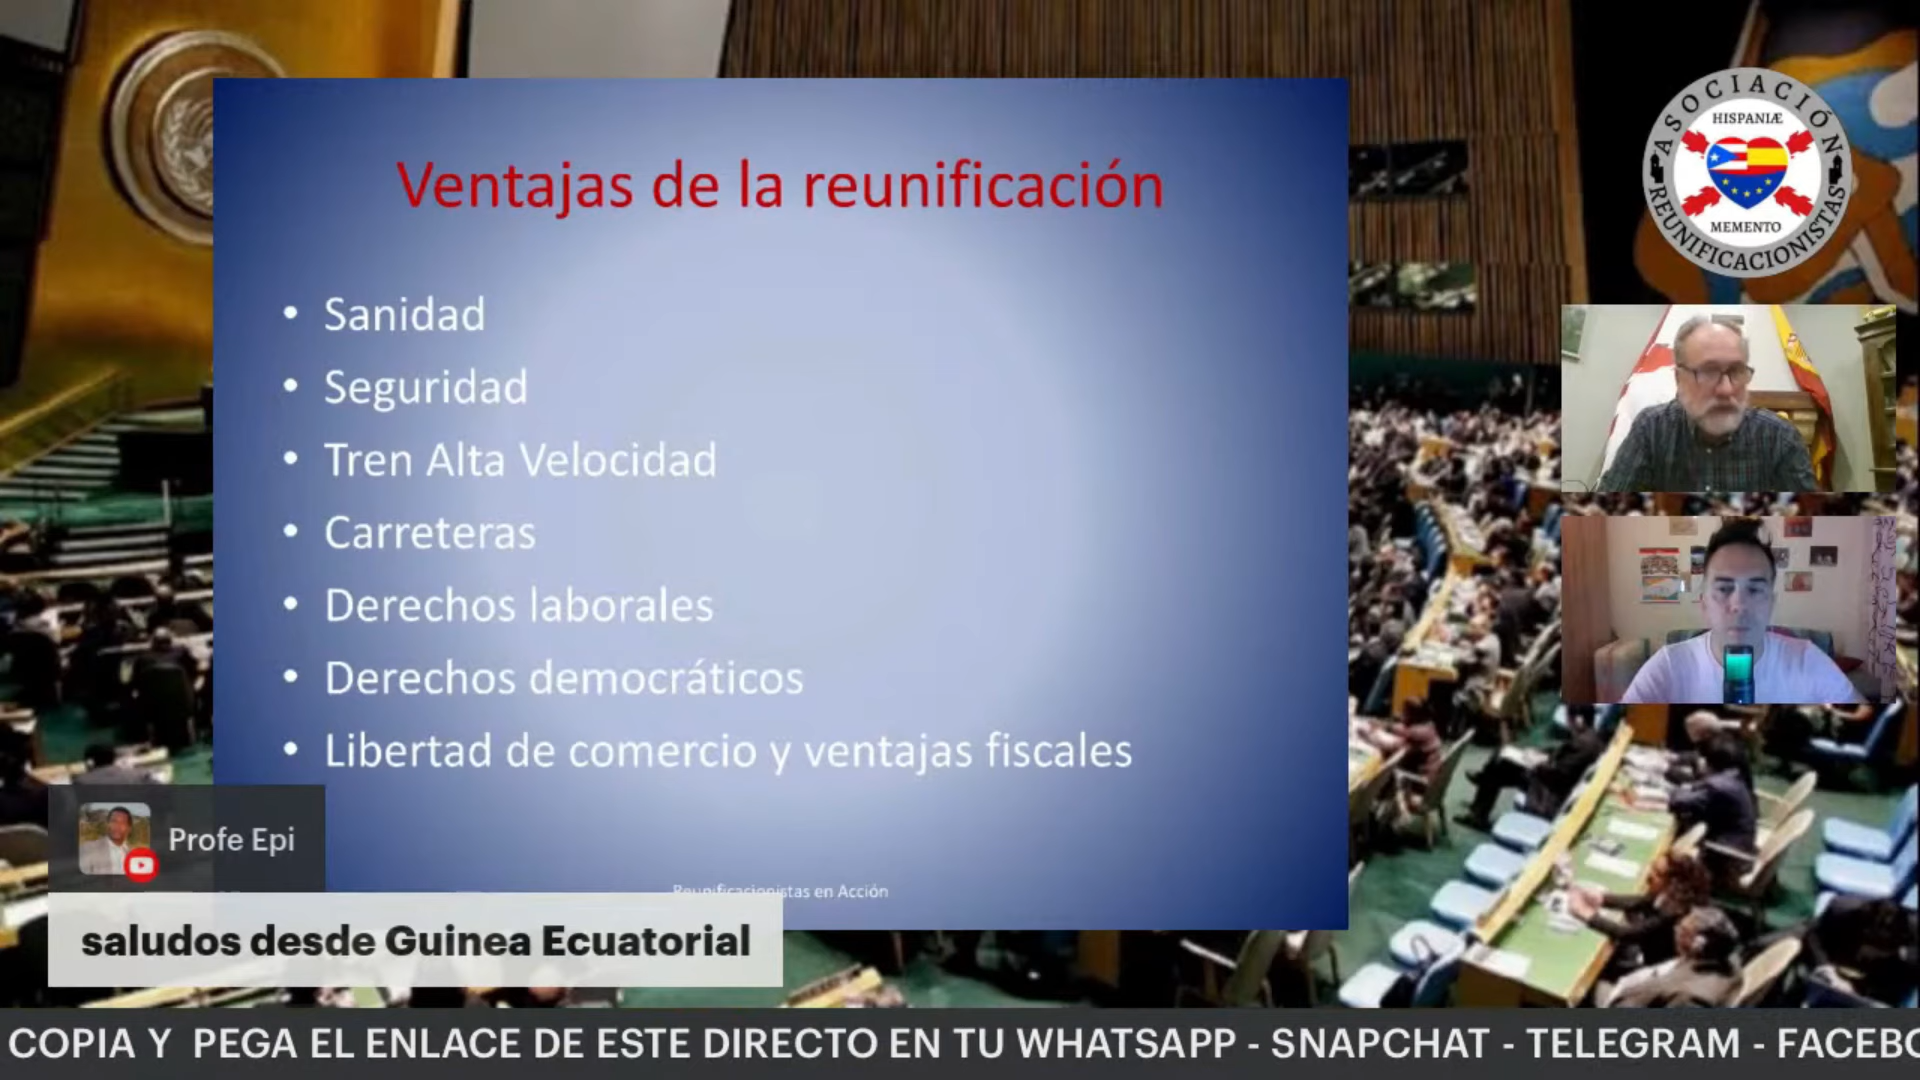 ASOCIACIÓN
HISPANIÆ
MEMENTO
REUNIFICACIONISTAS
Ventajas de la reunificación
• Sanidad
• Seguridad
• Tren Alta Velocidad
• Carreteras
• Derechos laborales
• Derechos democráticos
• Libertad de comercio y ventajas fiscales
Profe Epi
Reunificacionistas en Acción
saludos desde Guinea Ecuatorial
COPIA Y PEGA EL ENLACE DE ESTE DIRECTO EN TU WHATSAPP - SNAPCHAT - TELEGRAM - FACEBO